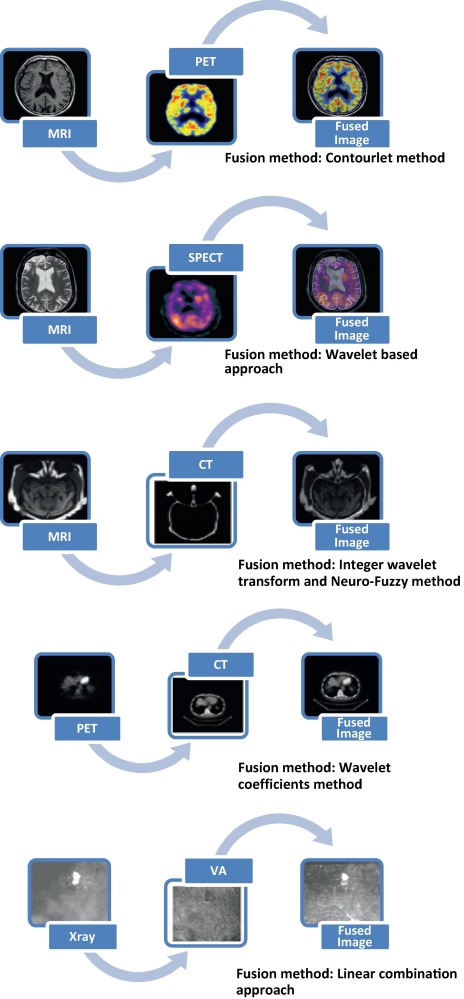 PET
MRI
Fused
Image
Fusion method: Contourlet method
SPECT
MRI
Fused
Image
Fusion method: Wavelet based
approach
CT
MRI
Fused
Image
Fusion method: Integer wavelet
transform and Neuro-Fuzzy method
CT
PET
Fused
Image
Fusion method: Wavelet
coefficients method
VA
Xray
Fused
Image
Fusion method: Linear combination
approach